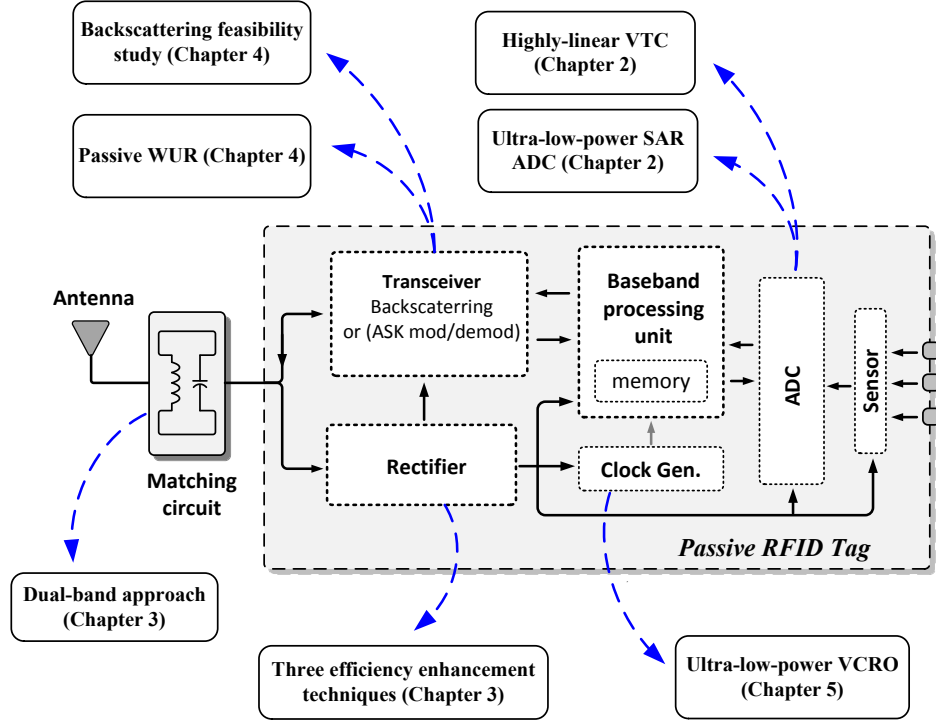 Backscattering feasibility
study (Chapter 4)
Highly-linear VTC
(Chapter 2)
Passive WUR (Chapter 4)
Ultra-low-power SAR
ADC (Chapter 2)
Antenna
Transceiver
Backscaterring
or (ASK mod/demod)
Baseband
processing
unit
memory
ADC
Sensor
Rectifier
Clock Gen.
Matching
circuit
Passive RFID Tag
Dual-band approach
(Chapter 3)
Three efficiency enhancement
techniques (Chapter 3)
Ultra-low-power VCRO
(Chapter 5)